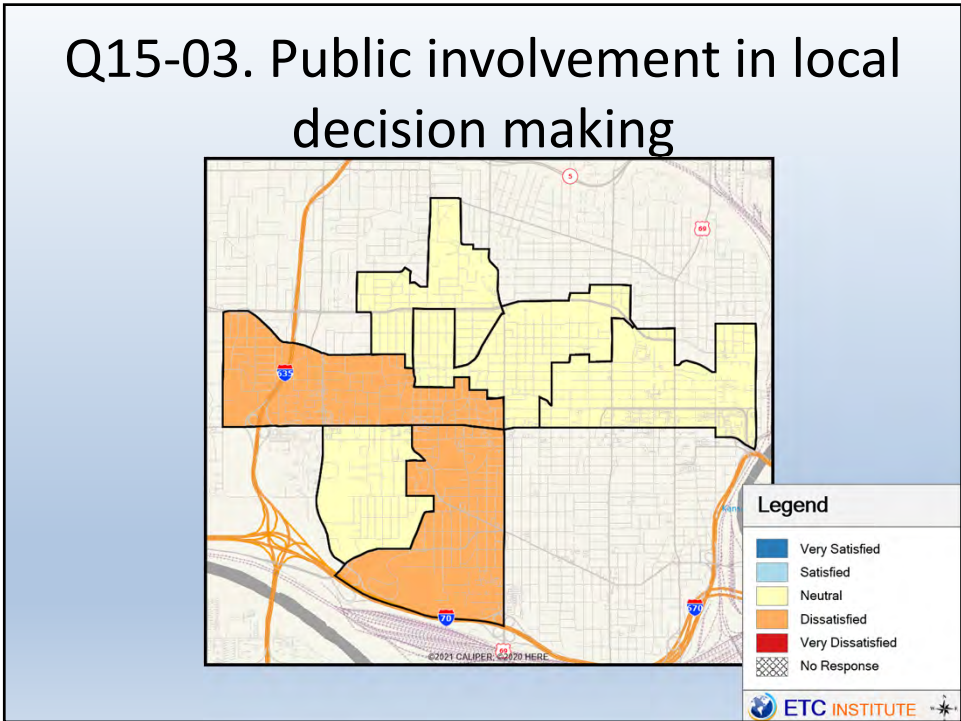 Q15-03. Public involvement in local
decision making
5
69
635
70
670
69
©2021 CALIPER; ©2020 HERE
Legend
Very Satisfied
Satisfied
Neutral
Dissatisfied
Very Dissatisfied
No Response
ETC INSTITUTE